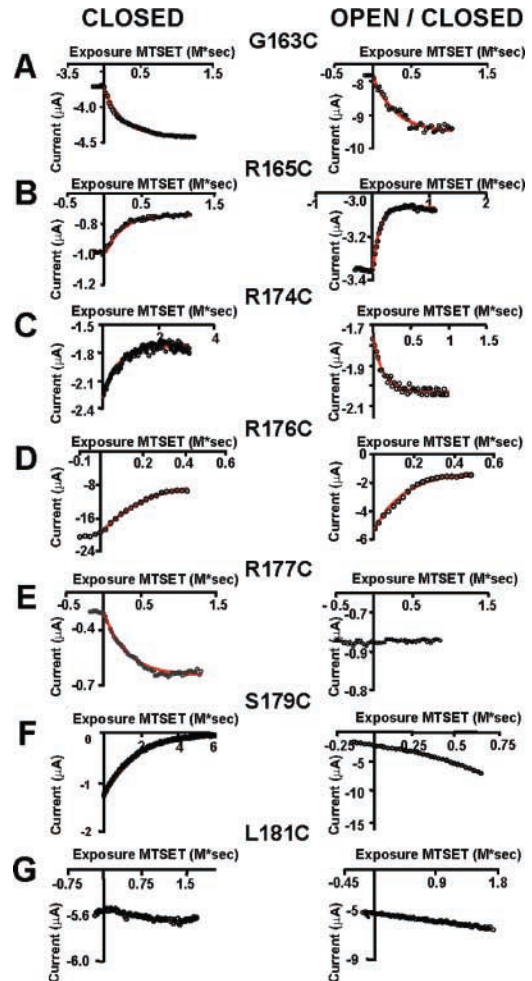 CLOSED OPEN / CLOSED
G163C
A
Exposure MTSET (M*sec)
-3.5 0.5 1.5
-4.0
-4.5
Current (μA)
Exposure MTSET (M*sec)
-0.5 0.5 1.5
-8
-9
-10
Current (μA)
R165C
B
Exposure MTSET (M*sec)
-0.5 0.5 1.5
-0.8
-1.0
-1.2
Current (μA)
Exposure MTSET (M*sec)
-1 -3.0 1 2
-3.2
-3.4
Current (μA)
R174C
C
Exposure MTSET (M*sec)
-1.5 2 4
-1.8
-2.1
-2.4
Current (μA)
Exposure MTSET (M*sec)
-1.7 0.5 1 1.5
-1.9
-2.1
Current (μA)
R176C
D
Exposure MTSET (M*sec)
-0.1 0.2 0.4 0.6
-8
-16
-24
Current (μA)
Exposure MTSET (M*sec)
0 0.2 0.4 0.6
-2
-4
-6
Current (μA)
R177C
E
Exposure MTSET (M*sec)
-0.5 0.5 1.5
-0.4
-0.7
Current (μA)
Exposure MTSET (M*sec)
-0.5 -0.7 0.5 1.5
-0.9
-0.8
Current (μA)
S179C
F
Exposure MTSET (M*sec)
0 2 4 6
-1
-2
Current (μA)
Exposure MTSET (M*sec)
-0.25 0.25 0.5 0.75
-5
-15
Current (μA)
L181C
G
Exposure MTSET (M*sec)
-0.75 0.75 1.5
-5.6
-6.0
Current (μA)
Exposure MTSET (M*sec)
-0.45 0.9 1.8
-5
-9
Current (μA)